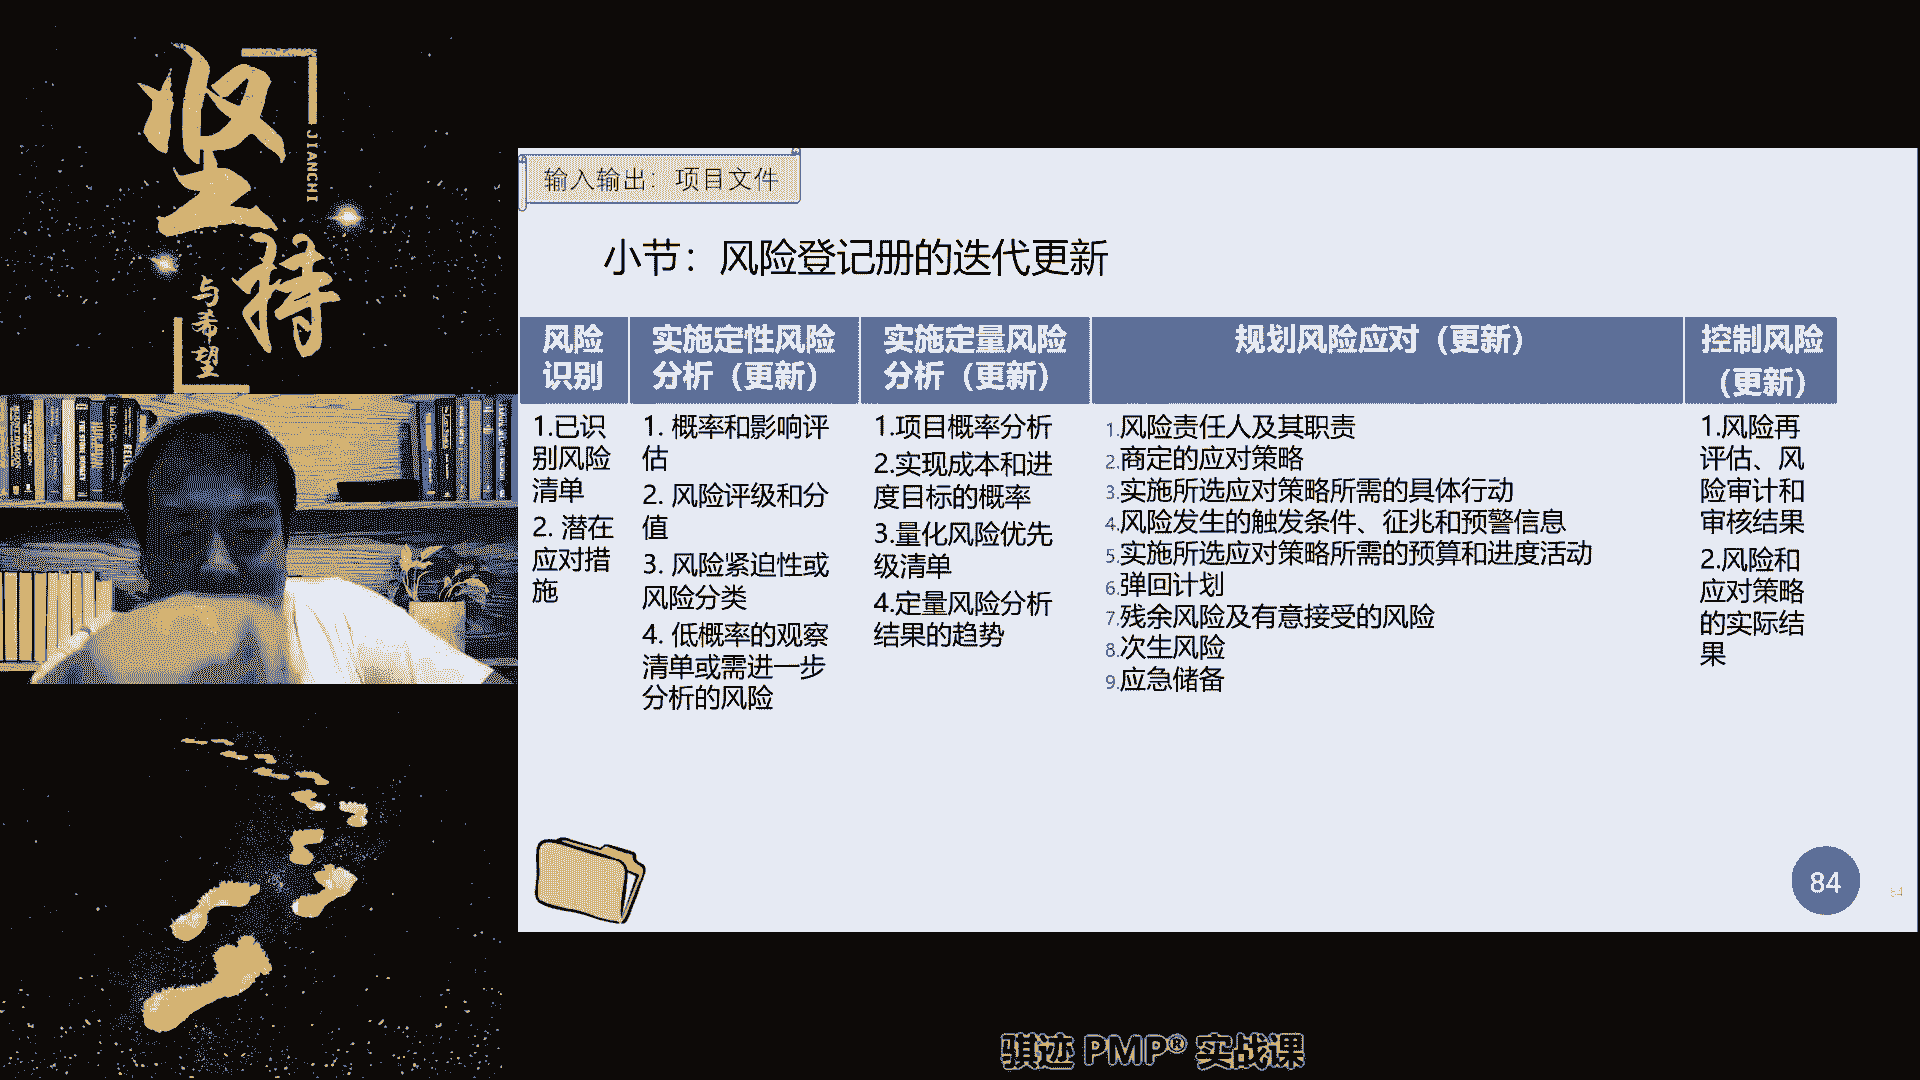 坚持
JIANCHI
与希望
输入输出：项目文件
小节：风险登记册的迭代更新
风险
识别
实施定性风险
分析（更新）
实施定量风险
分析（更新）
规划风险应对（更新）
控制风险
（更新）
1.已识
别风险
清单
2. 潜在
应对措
施
1. 概率和影响评
估
2. 风险评级和分
值
3. 风险紧迫性或
风险分类
4. 低概率的观察
清单或需进一步
分析的风险
1.项目概率分析
2.实现成本和进
度目标的概率
3.量化风险优先
级清单
4.定量风险分析
结果的趋势
1.风险责任人及其职责
2.商定的应对策略
3.实施所选应对策略所需的具体行动
4.风险发生的触发条件、征兆和预警信息
5.实施所选应对策略所需的预算和进度活动
6.弹回计划
7.残余风险及有意接受的风险
8.次生风险
9.应急储备
1.风险再
评估、风
险审计和
审核结果
2.风险和
应对策略
的实际结
果
84
骐迹 PMP® 实战课